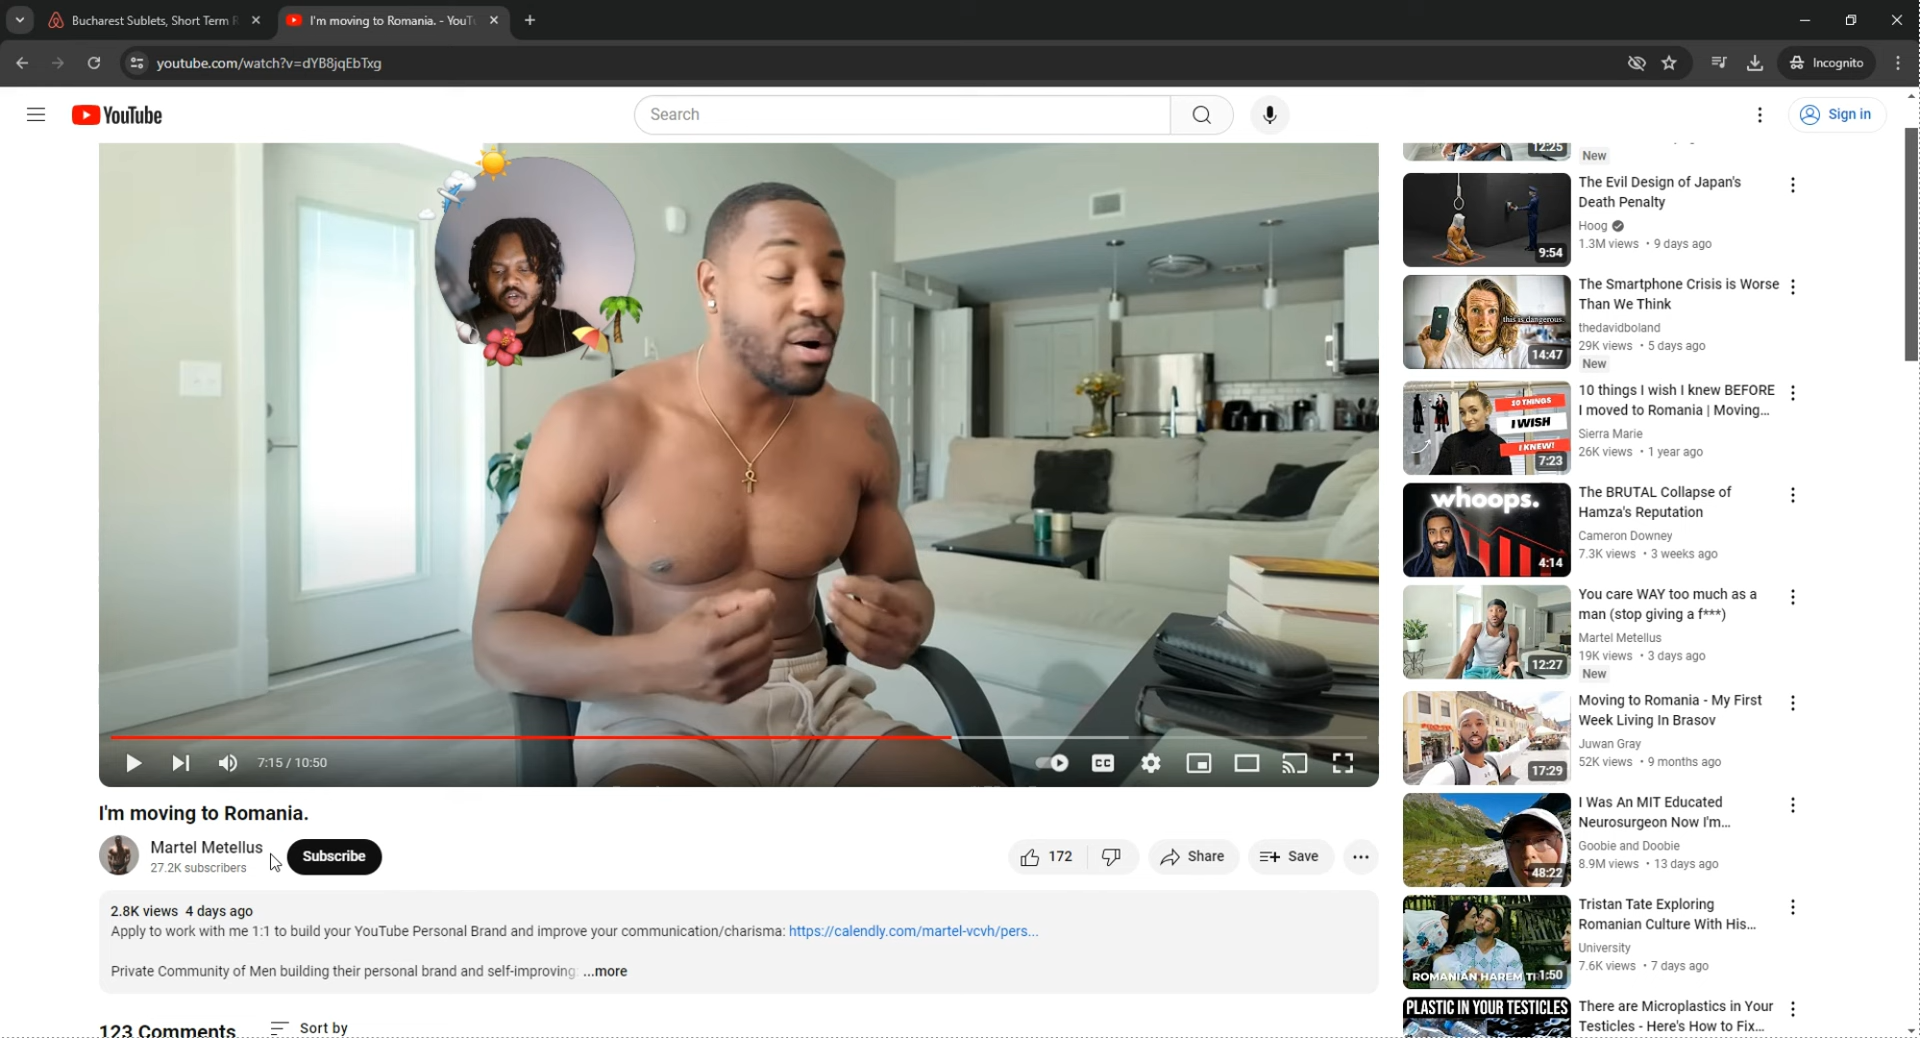 Bucharest Sublets, Short Term R
I'm moving to Romania. - YouT
youtube.com/watch?v=dYB8jqEbTxg
Incognito
YouTube
Search
Sign in
12:25
New
The Evil Design of Japan's
Death Penalty
Hoog
1.3M views • 9 days ago
9:54
The Smartphone Crisis is Worse
Than We Think
thedavidboland
29K views • 5 days ago
New
this is dangerous.
14:47
10 things I wish I knew BEFORE
I moved to Romania | Moving...
Sierra Marie
26K views • 1 year ago
10 THINGS
I WISH
I KNEW!
7:23
The BRUTAL Collapse of
Hamza's Reputation
Cameron Downey
7.3K views • 3 weeks ago
whoops.
4:14
You care WAY too much as a
man (stop giving a f***)
Martel Metellus
19K views • 3 days ago
New
12:27
Moving to Romania - My First
Week Living In Brasov
Juwan Gray
52K views • 9 months ago
17:29
I Was An MIT Educated
Neurosurgeon Now I'm...
Goobie and Doobie
8.9M views • 13 days ago
48:22
Tristan Tate Exploring
Romanian Culture With His...
University
7.6K views • 7 days ago
ROMANIAN HAREM
1:50
There are Microplastics in Your
Testicles - Here's How to Fix...
PLASTIC IN YOUR TESTICLES
CC
7:15 / 10:50
I'm moving to Romania.
Martel Metellus
27.2K subscribers
Subscribe
172
Share
Save
2.8K views 4 days ago
Apply to work with me 1:1 to build your YouTube Personal Brand and improve your communication/charisma: https://calendly.com/martel-vcvh/pers...
Private Community of Men building their personal brand and self-improving: ...more
123 Comments
Sort by